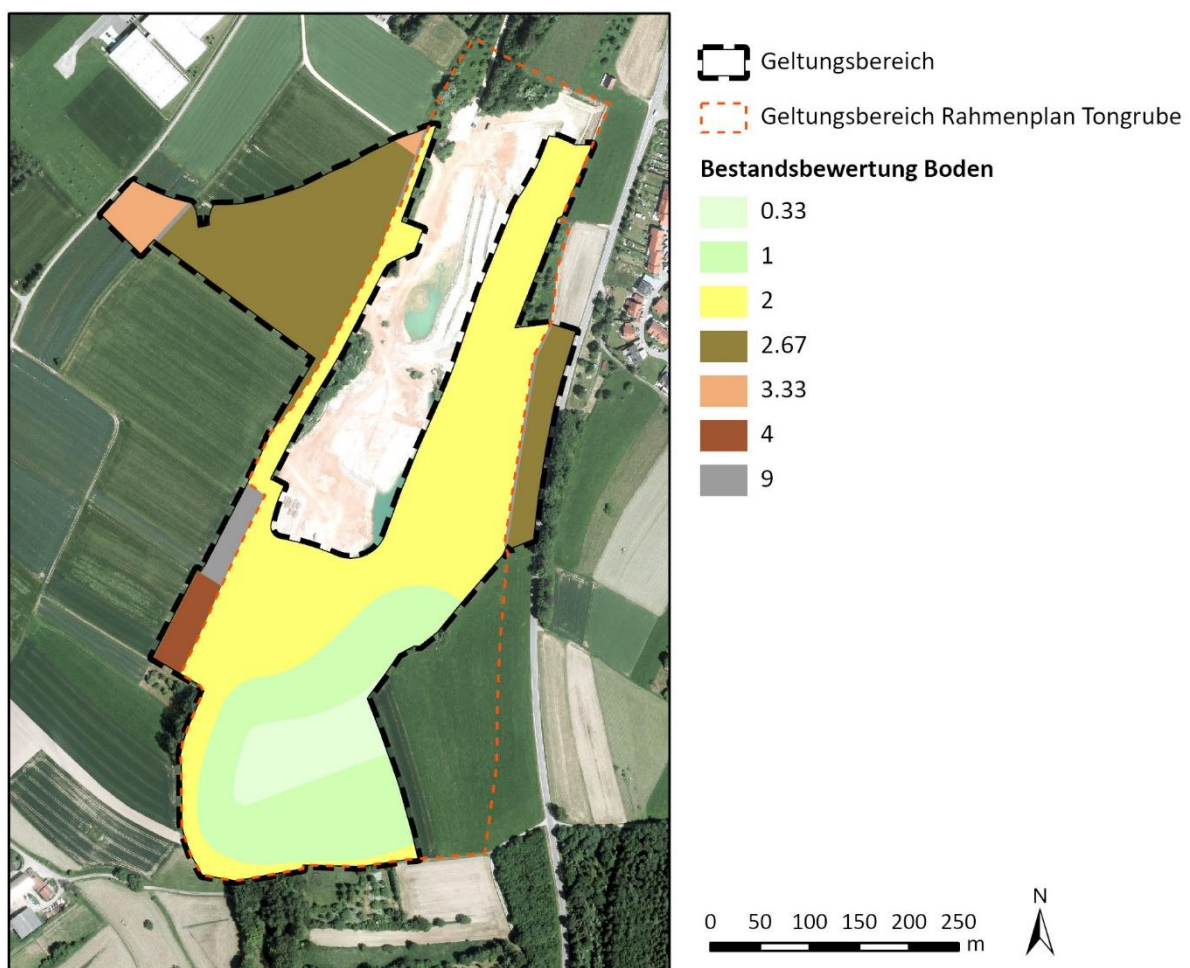 Geltungsbereich
Geltungsbereich Rahmenplan Tongrube
Bestandsbewertung Boden
0.33
1
2
2.67
3.33
4
9
0 50 100 150 200 250
m
N